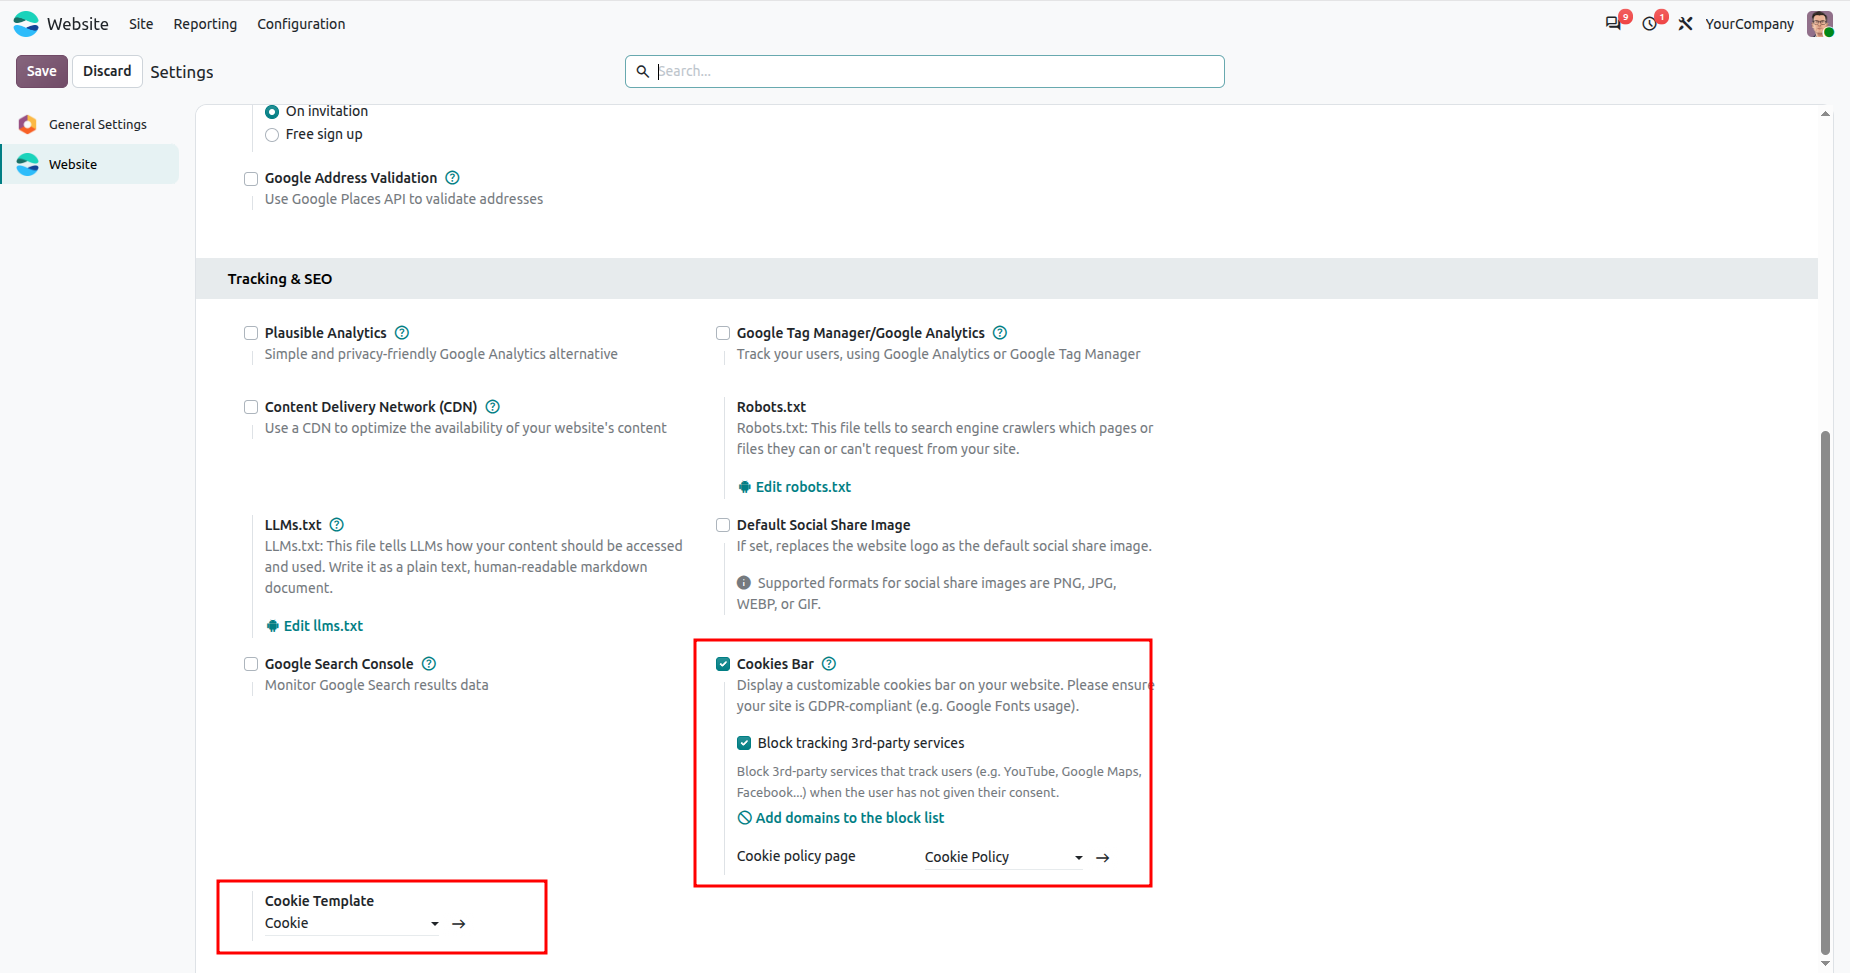 Website Site Reporting Configuration 9 1 YourCompany
Save Discard Settings Search...
General Settings
Website
On invitation
Free sign up
Google Address Validation ?
Use Google Places API to validate addresses
Tracking & SEO
Plausible Analytics ?
Simple and privacy-friendly Google Analytics alternative
Google Tag Manager/Google Analytics ?
Track your users, using Google Analytics or Google Tag Manager
Content Delivery Network (CDN) ?
Use a CDN to optimize the availability of your website's content
Robots.txt
Robots.txt: This file tells to search engine crawlers which pages or
files they can or can't request from your site.
Edit robots.txt
LLMs.txt ?
LLMs.txt: This file tells LLMs how your content should be accessed
and used. Write it as a plain text, human-readable markdown
document.
Edit llms.txt
Default Social Share Image
If set, replaces the website logo as the default social share image.
Supported formats for social share images are PNG, JPG,
WEBP, or GIF.
Google Search Console ?
Monitor Google Search results data
Cookies Bar ?
Display a customizable cookies bar on your website. Please ensure
your site is GDPR-compliant (e.g. Google Fonts usage).
Block tracking 3rd-party services
Block 3rd-party services that track users (e.g. YouTube, Google Maps,
Facebook...) when the user has not given their consent.
Add domains to the block list
Cookie policy page Cookie Policy
Cookie Template
Cookie